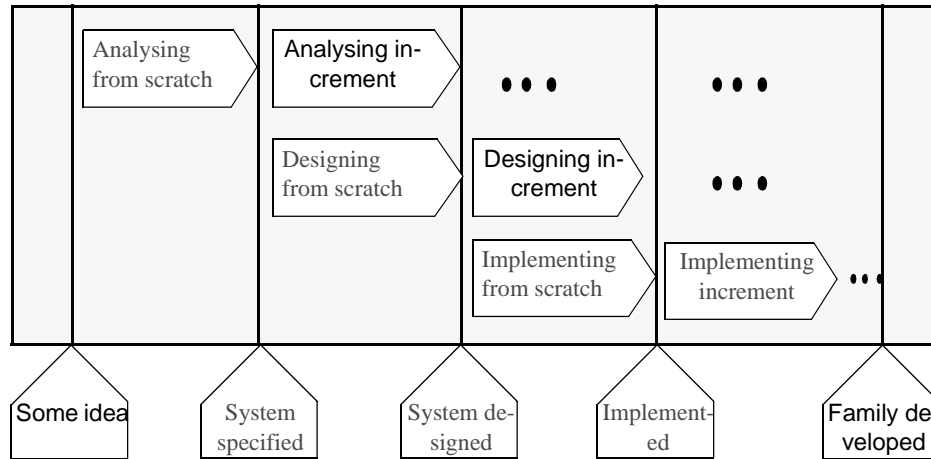 Analysing
from scratch
Analysing in-
crement
Designing
from scratch
Designing in-
crement
Implementing
from scratch
Implementing
increment
Some idea
System
specified
System de-
signed
Implement-
ed
Family de
veloped